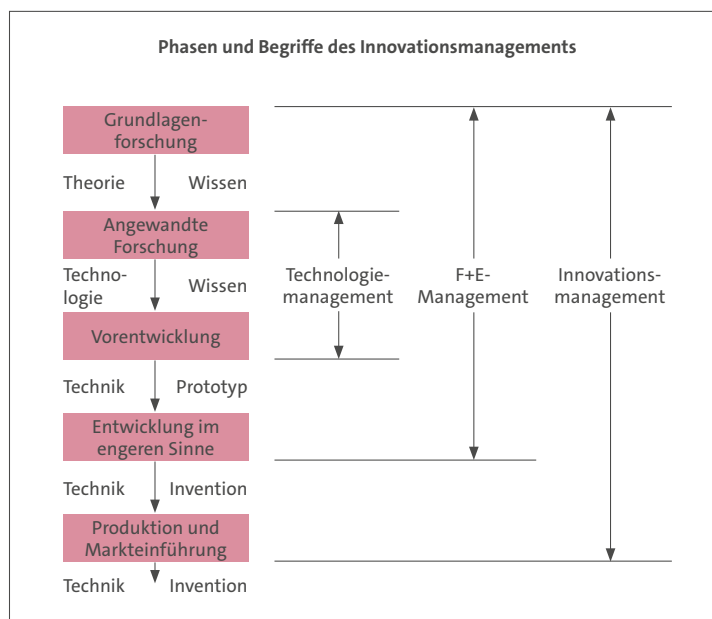 Phasen und Begriffe des Innovationsmanagements
Grundlagen-
forschung
Theorie Wissen
Angewandte
Forschung
Techno-
logie
Wissen
Vorentwicklung
Technik Prototyp
Entwicklung im
engeren Sinne
Technik Invention
Produktion und
Markteinführung
Technik Invention
Technologie-
management
F+E-
Management
Innovations-
management